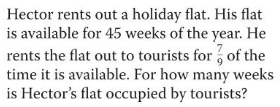 Hector rents out a holiday flat. His flat
is available for 45 weeks of the year. He
rents the flat out to tourists for 7/9 of the
time it is available. For how many weeks
is Hector's flat occupied by tourists?